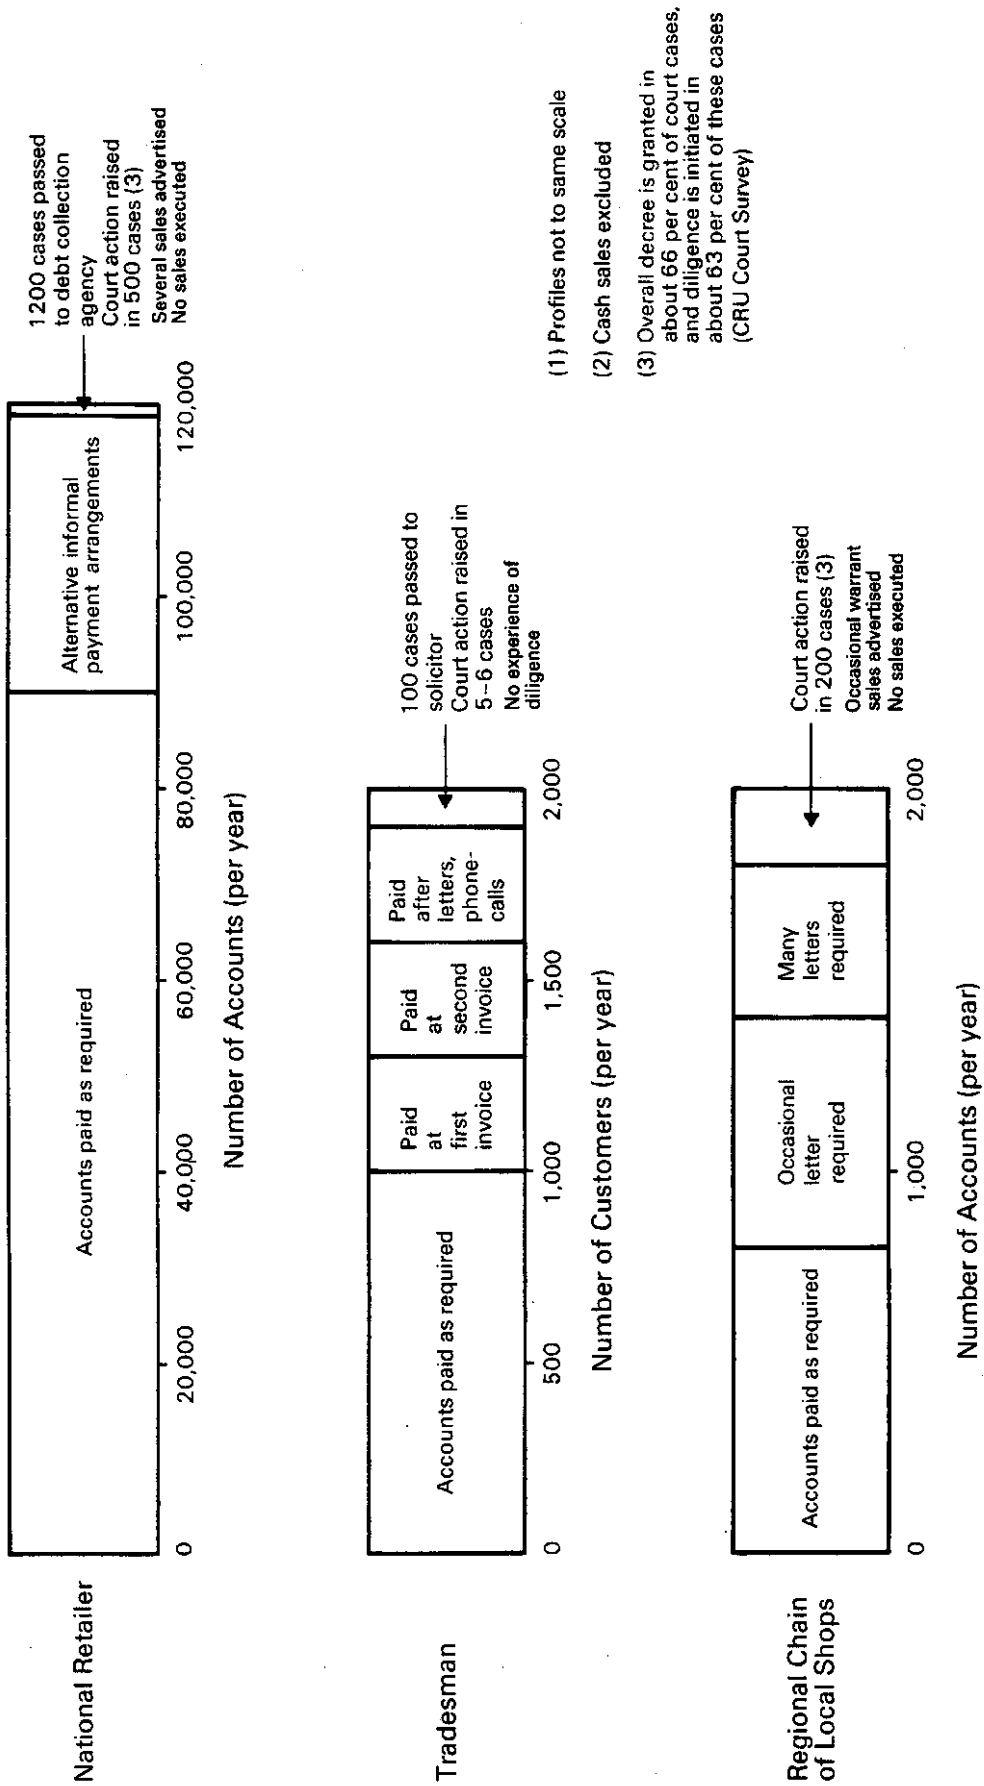 National Retailer
Accounts paid as required
Alternative informal
payment arrangements
1200 cases passed
to debt collection
agency
Court action raised
in 500 cases (3)
Several sales advertised
No sales executed
0
20,000
40,000
60,000
80,000
100,000
120,000
Number of Accounts (per year)
Tradesman
Accounts paid as required
Paid
at
first
invoice
Paid
at
second
invoice
Paid
after
letters,
phone-
calls
100 cases passed to
solicitor
Court action raised in
5–6 cases
No experience of
diligence
0
500
1,000
1,500
2,000
Number of Customers (per year)
Regional Chain
of Local Shops
Accounts paid as required
Occasional
letter
required
Many
letters
required
Court action raised
in 200 cases (3)
Occasional warrant
sales advertised
No sales executed
0
1,000
2,000
Number of Accounts (per year)
(1) Profiles not to same scale
(2) Cash sales excluded
(3) Overall decree is granted in
about 66 per cent of court cases,
and diligence is initiated in
about 63 per cent of these cases
(CRU Court Survey)